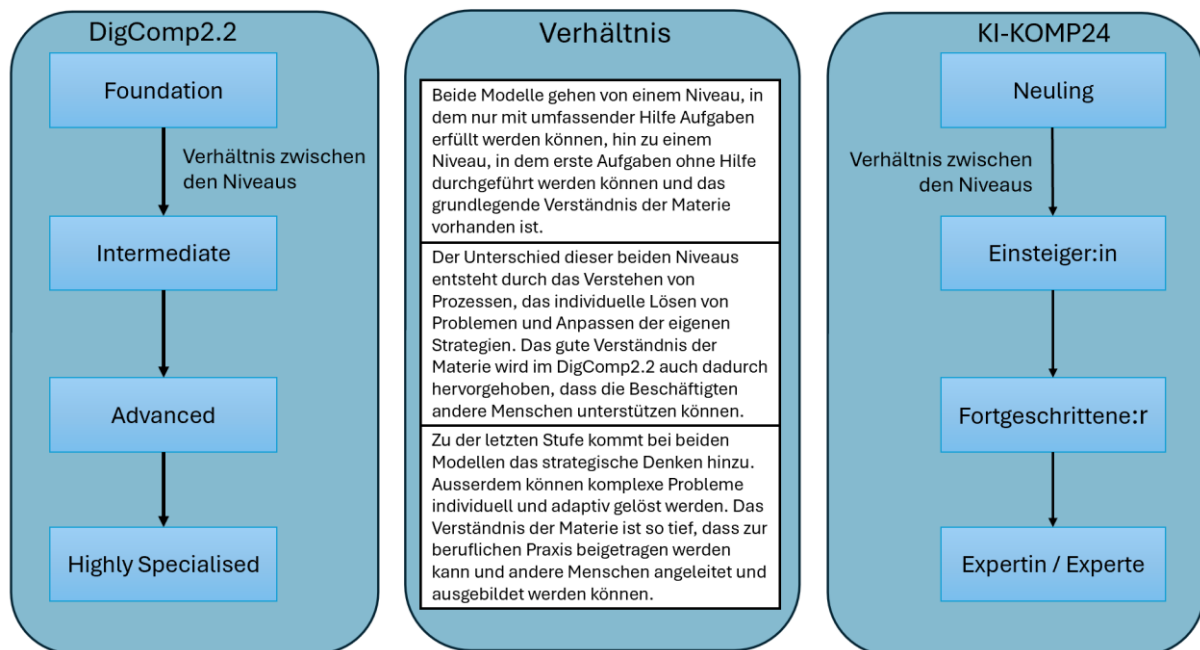 DigComp2.2
Foundation
Verhältnis zwischen
den Niveaus
Intermediate
Advanced
Highly Specialised
Verhältnis
Beide Modelle gehen von einem Niveau, in
dem nur mit umfassender Hilfe Aufgaben
erfüllt werden können, hin zu einem
Niveau, in dem erste Aufgaben ohne Hilfe
durchgeführt werden können und das
grundlegende Verständnis der Materie
vorhanden ist.
Der Unterschied dieser beiden Niveaus
entsteht durch das Verstehen von
Prozessen, das individuelle Lösen von
Problemen und Anpassen der eigenen
Strategien. Das gute Verständnis der
Materie wird im DigComp2.2 auch dadurch
hervorgehoben, dass die Beschäftigten
andere Menschen unterstützen können.
Zu der letzten Stufe kommt bei beiden
Modellen das strategische Denken hinzu.
Ausserdem können komplexe Probleme
individuell und adaptiv gelöst werden. Das
Verständnis der Materie ist so tief, dass zur
beruflichen Praxis beigetragen werden
kann und andere Menschen angeleitet und
ausgebildet werden können.
KI-KOMP24
Neuling
Verhältnis zwischen
den Niveaus
Einsteiger:in
Fortgeschrittene:r
Expertin / Experte